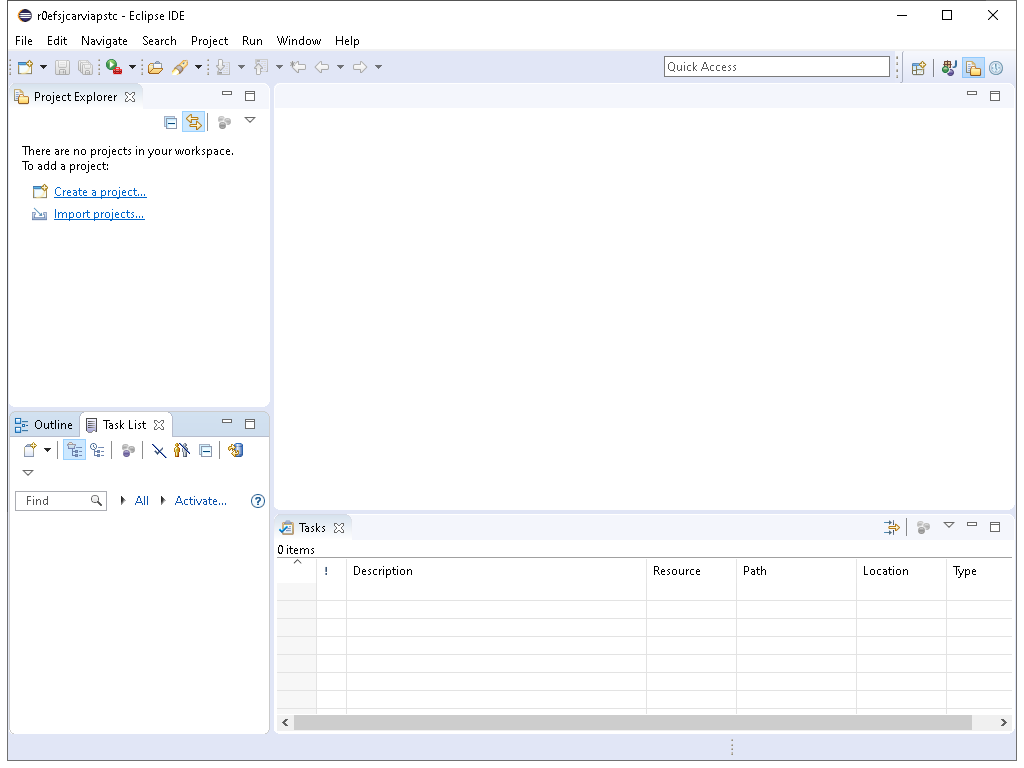 r0efsjcarviapstc - Eclipse IDE
File Edit Navigate Search Project Run Window Help
Quick Access
Project Explorer
There are no projects in your workspace.
To add a project:
Create a project...
Import projects...
Outline Task List
Find All Activate...
Tasks
0 items
! Description Resource Path Location Type